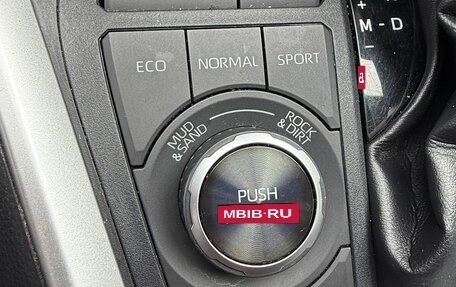 +
M - D
ECO
NORMAL
SPORT
MUD
& SAND
ROCK
& DIRT
PUSH
MBIB-RU